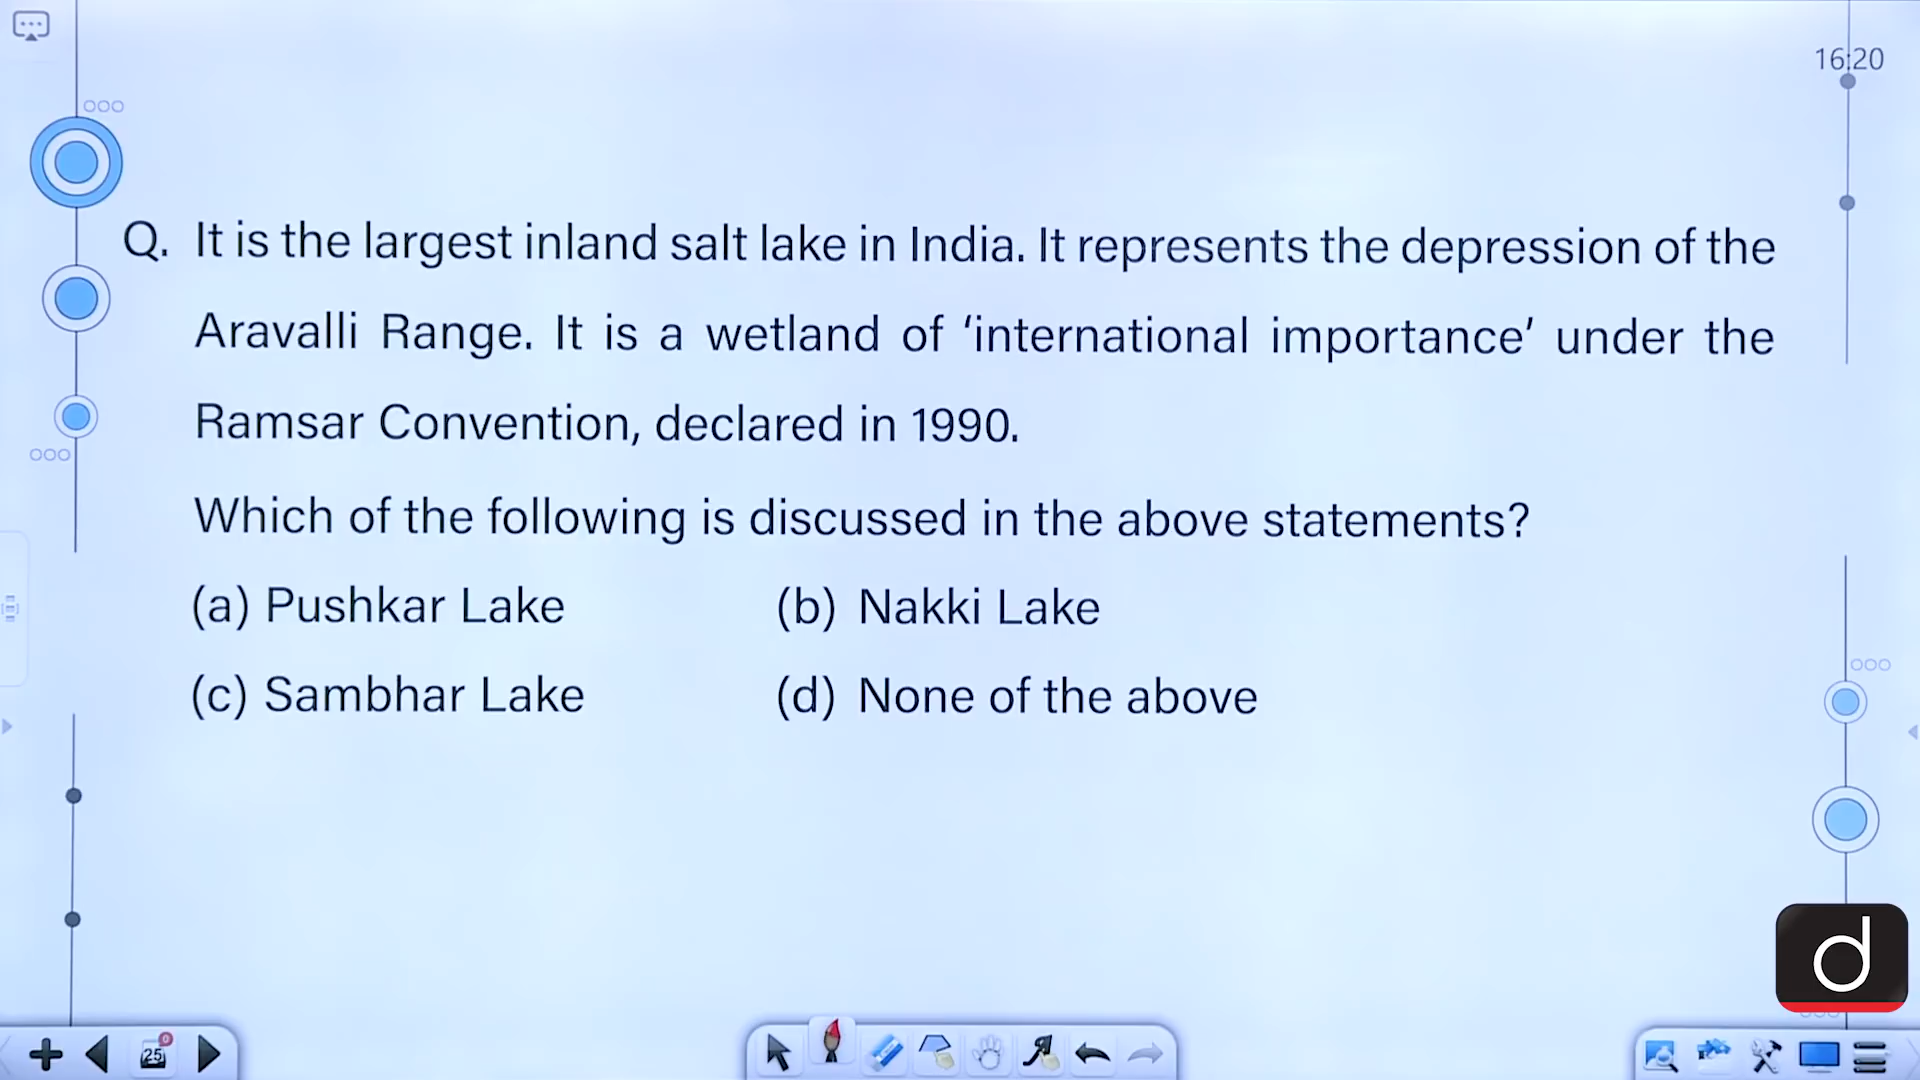 16:20
Q. It is the largest inland salt lake in India. It represents the depression of the
Aravalli Range. It is a wetland of ‘international importance’ under the
Ramsar Convention, declared in 1990.
Which of the following is discussed in the above statements?
(a) Pushkar Lake (b) Nakki Lake
(c) Sambhar Lake (d) None of the above
d
25 0